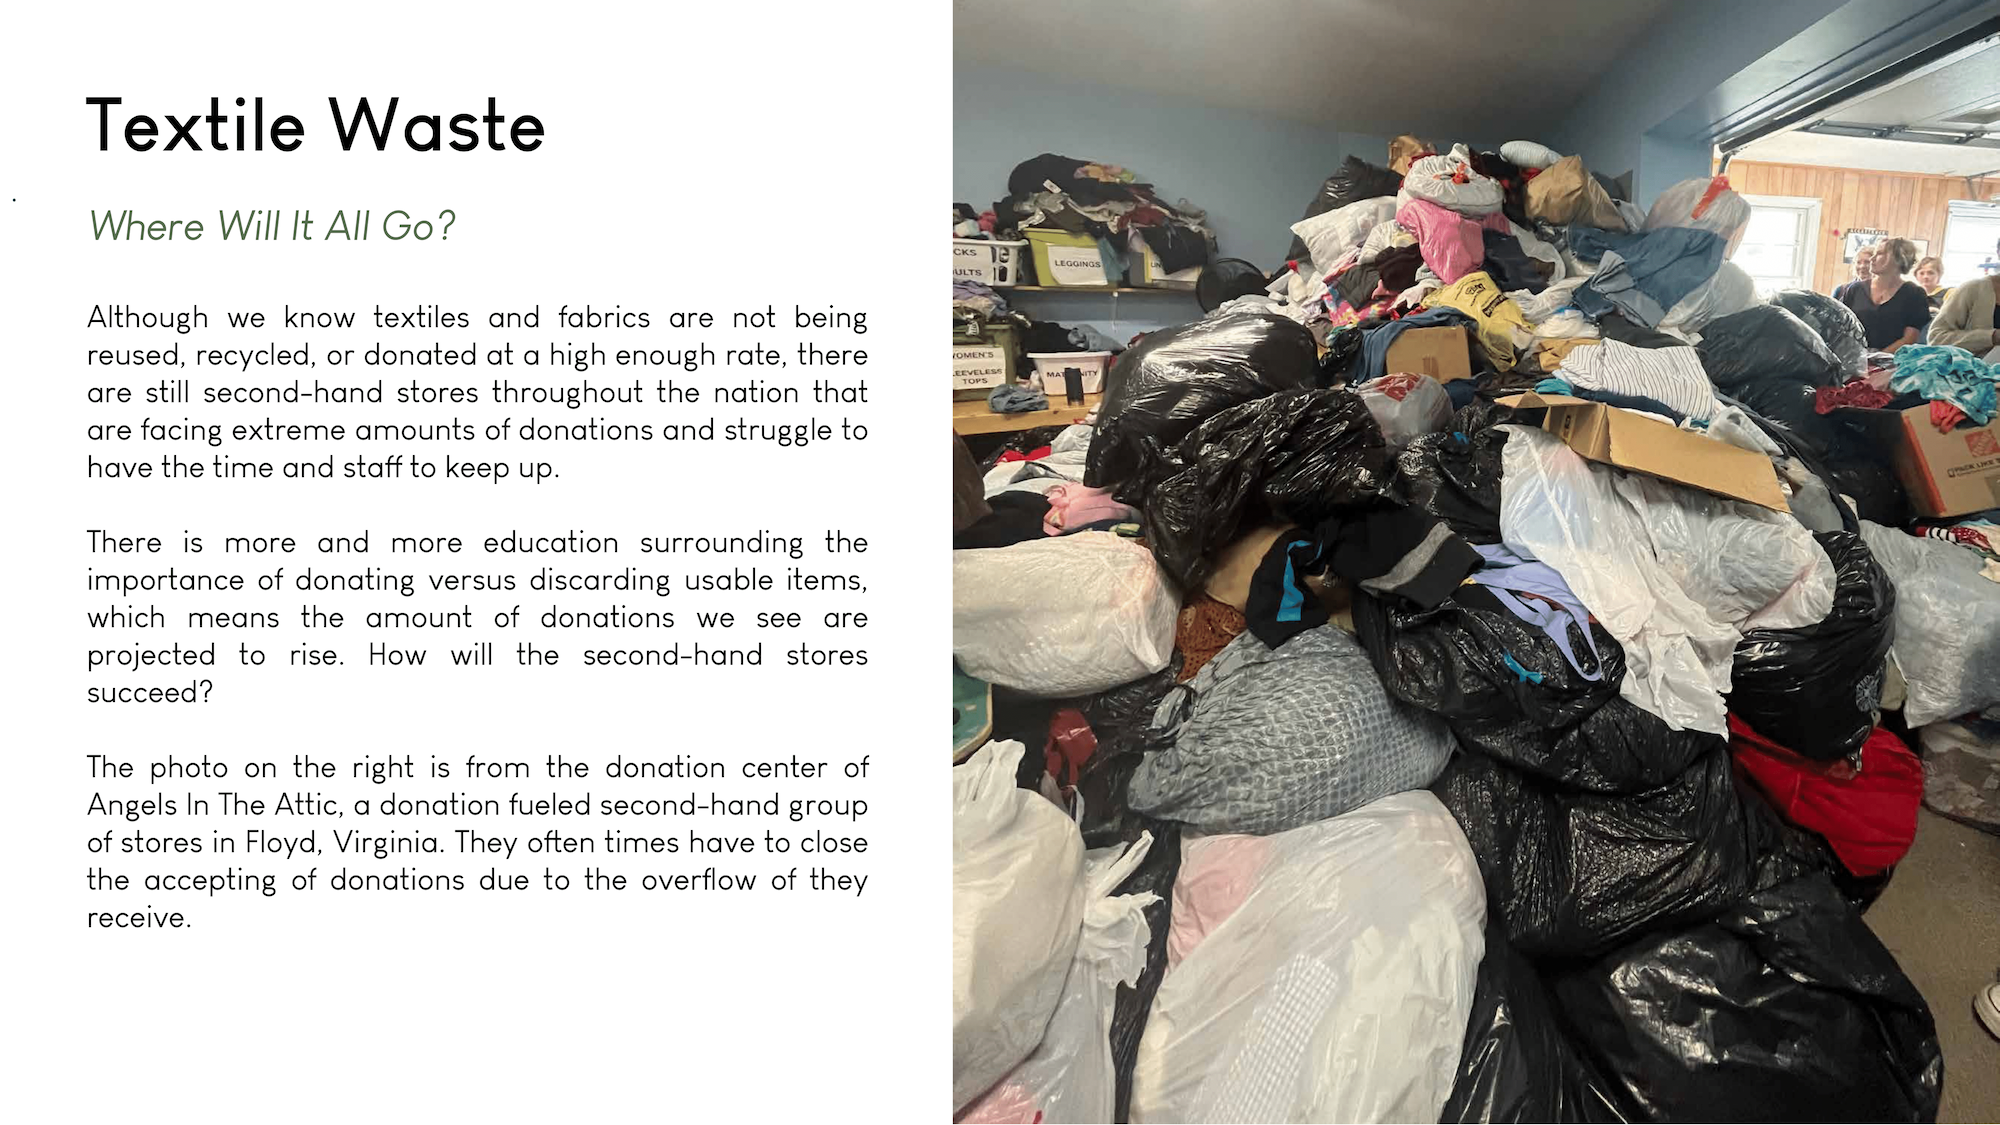 Textile Waste
Where Will It All Go?
Although we know textiles and fabrics are not being
reused, recycled, or donated at a high enough rate, there
are still second-hand stores throughout the nation that
are facing extreme amounts of donations and struggle to
have the time and staff to keep up.
There is more and more education surrounding the
importance of donating versus discarding usable items,
which means the amount of donations we see are
projected to rise. How will the second-hand stores
succeed?
The photo on the right is from the donation center of
Angels In The Attic, a donation fueled second-hand group
of stores in Floyd, Virginia. They often times have to close
the accepting of donations due to the overflow of they
receive.
CKS
ULTS
LEGGINGS
LIN
WOMEN'S
EEVELESS
TOPS
MAT NITY